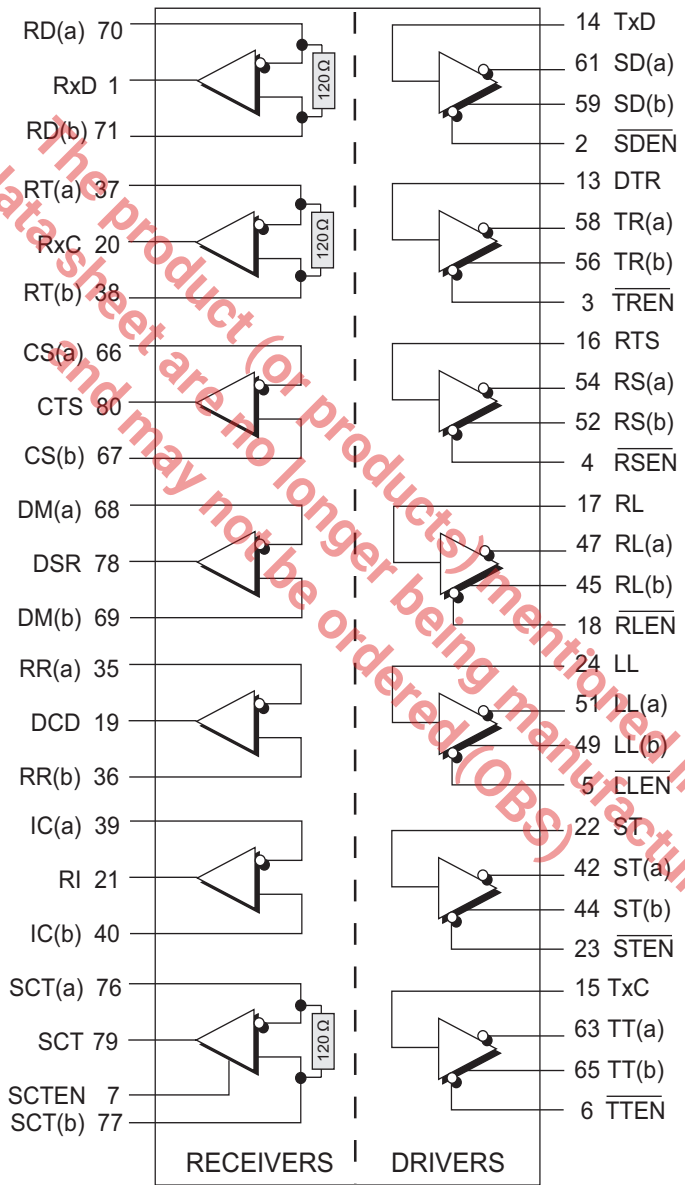 RD(a) 70
RxD 1
RD(b) 71
120 Ω
RT(a) 37
RxC 20
RT(b) 38
120 Ω
CS(a) 66
CTS 80
CS(b) 67
DM(a) 68
DSR 78
DM(b) 69
RR(a) 35
DCD 19
RR(b) 36
IC(a) 39
RI 21
IC(b) 40
SCT(a) 76
SCT 79
SCTEN 7
SCT(b) 77
120 Ω
RECEIVERS
14 TxD
61 SD(a)
59 SD(b)
2 SDEN
13 DTR
58 TR(a)
56 TR(b)
3 TREN
16 RTS
54 RS(a)
52 RS(b)
4 RSEN
17 RL
47 RL(a)
45 RL(b)
18 RLEN
24 LL
51 LL(a)
49 LL(b)
5 LLEN
22 ST
42 ST(a)
44 ST(b)
23 STEN
15 TxC
63 TT(a)
65 TT(b)
6 TTEN
DRIVERS
The product (or products) mentioned
data sheet are no longer being
and may not be ordered (OBS)